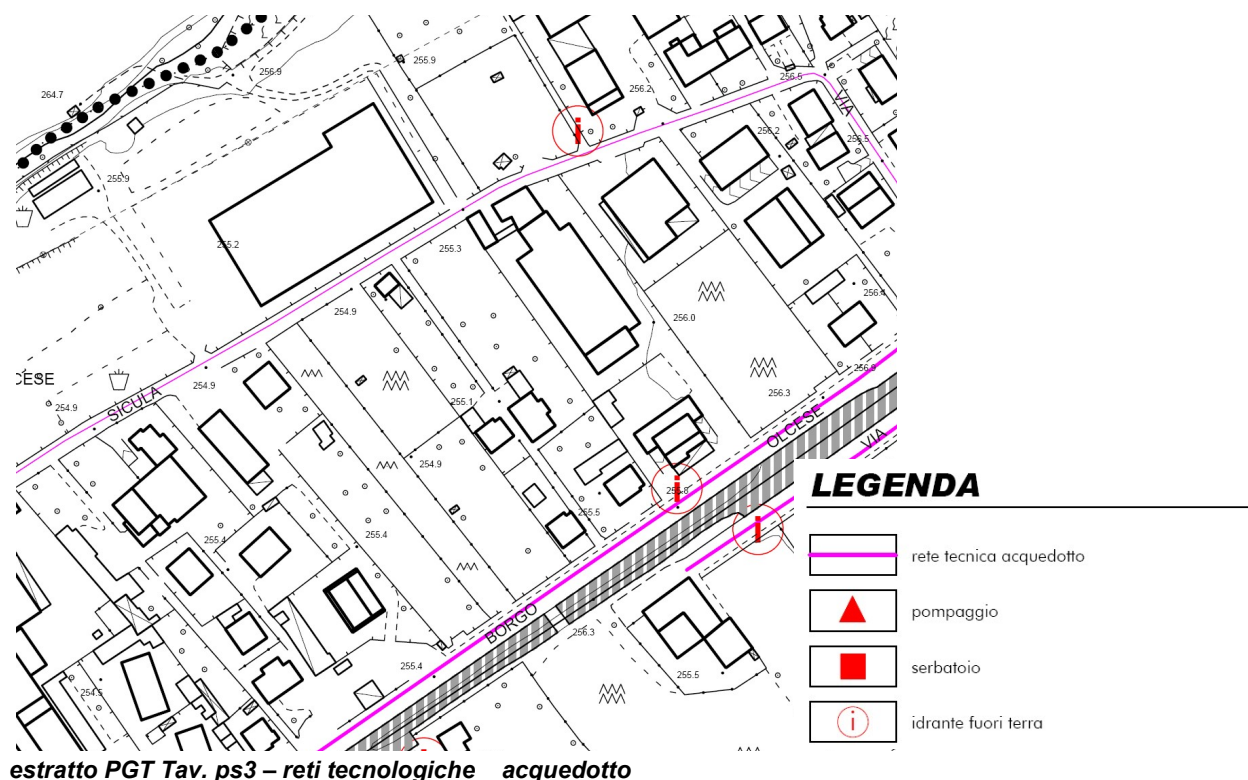 255.9
256.9
264.7
256.5
256.2
VIA
256.2
256.5
255.9
i
255.2
255.3
254.9
256.0
256.4
CESE
254.9
SICULA
254.9
255.1
256.3
256.9
OLCESE
VIA
254.9
i
255.5
i
255.4
255.4
BORGO
256.3
255.4
255.5
254.5
LEGENDA
rete tecnica acquedotto
pompaggio
serbatoio
i idrante fuori terra
estratto PGT Tav. ps3 – reti tecnologiche acquedotto